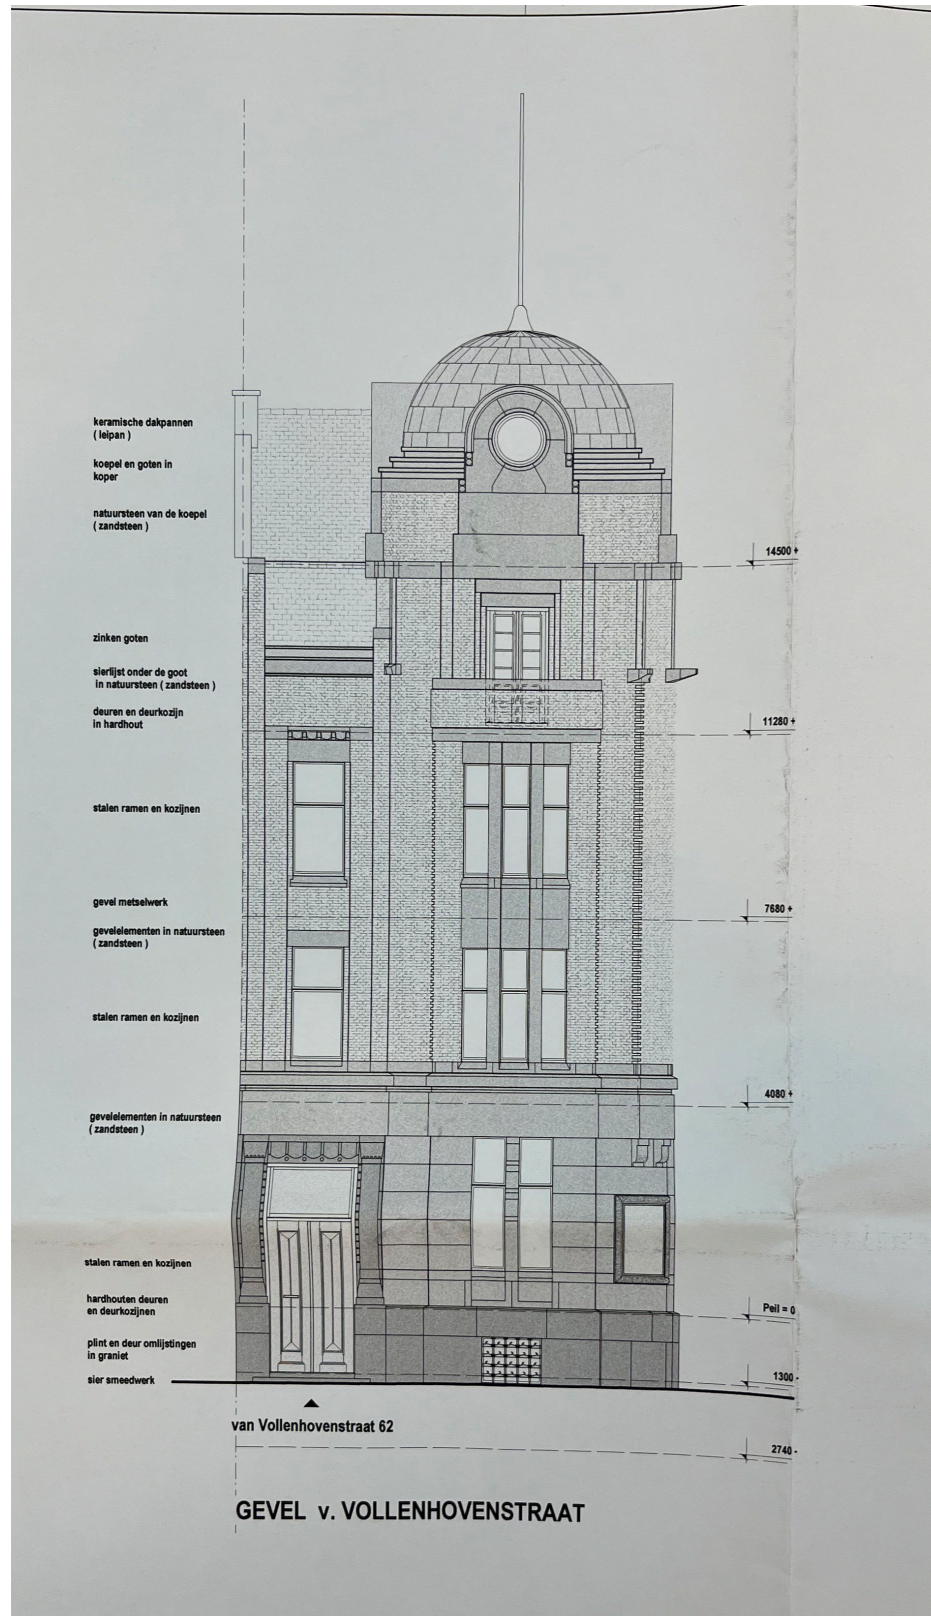 keramische dakpannen
( leipan )
koepel en goten in
koper
natuursteen van de koepel
( zandsteen )
14500 +
zinken goten
sierlijst onder de goot
in natuursteen ( zandsteen )
deuren en deurkozijn
in hardhout
11280 +
stalen ramen en kozijnen
gevel metselwerk
7680 +
gevelelementen in natuursteen
( zandsteen )
stalen ramen en kozijnen
4080 +
gevelelementen in natuursteen
( zandsteen )
stalen ramen en kozijnen
hardhouten deuren
en deurkozijnen
Peil = 0
plint en deur omlijstingen
in graniet
sier smeedwerk
1300 -
van Vollenhovenstraat 62
2740 -
GEVEL v. VOLLENHOVENSTRAAT